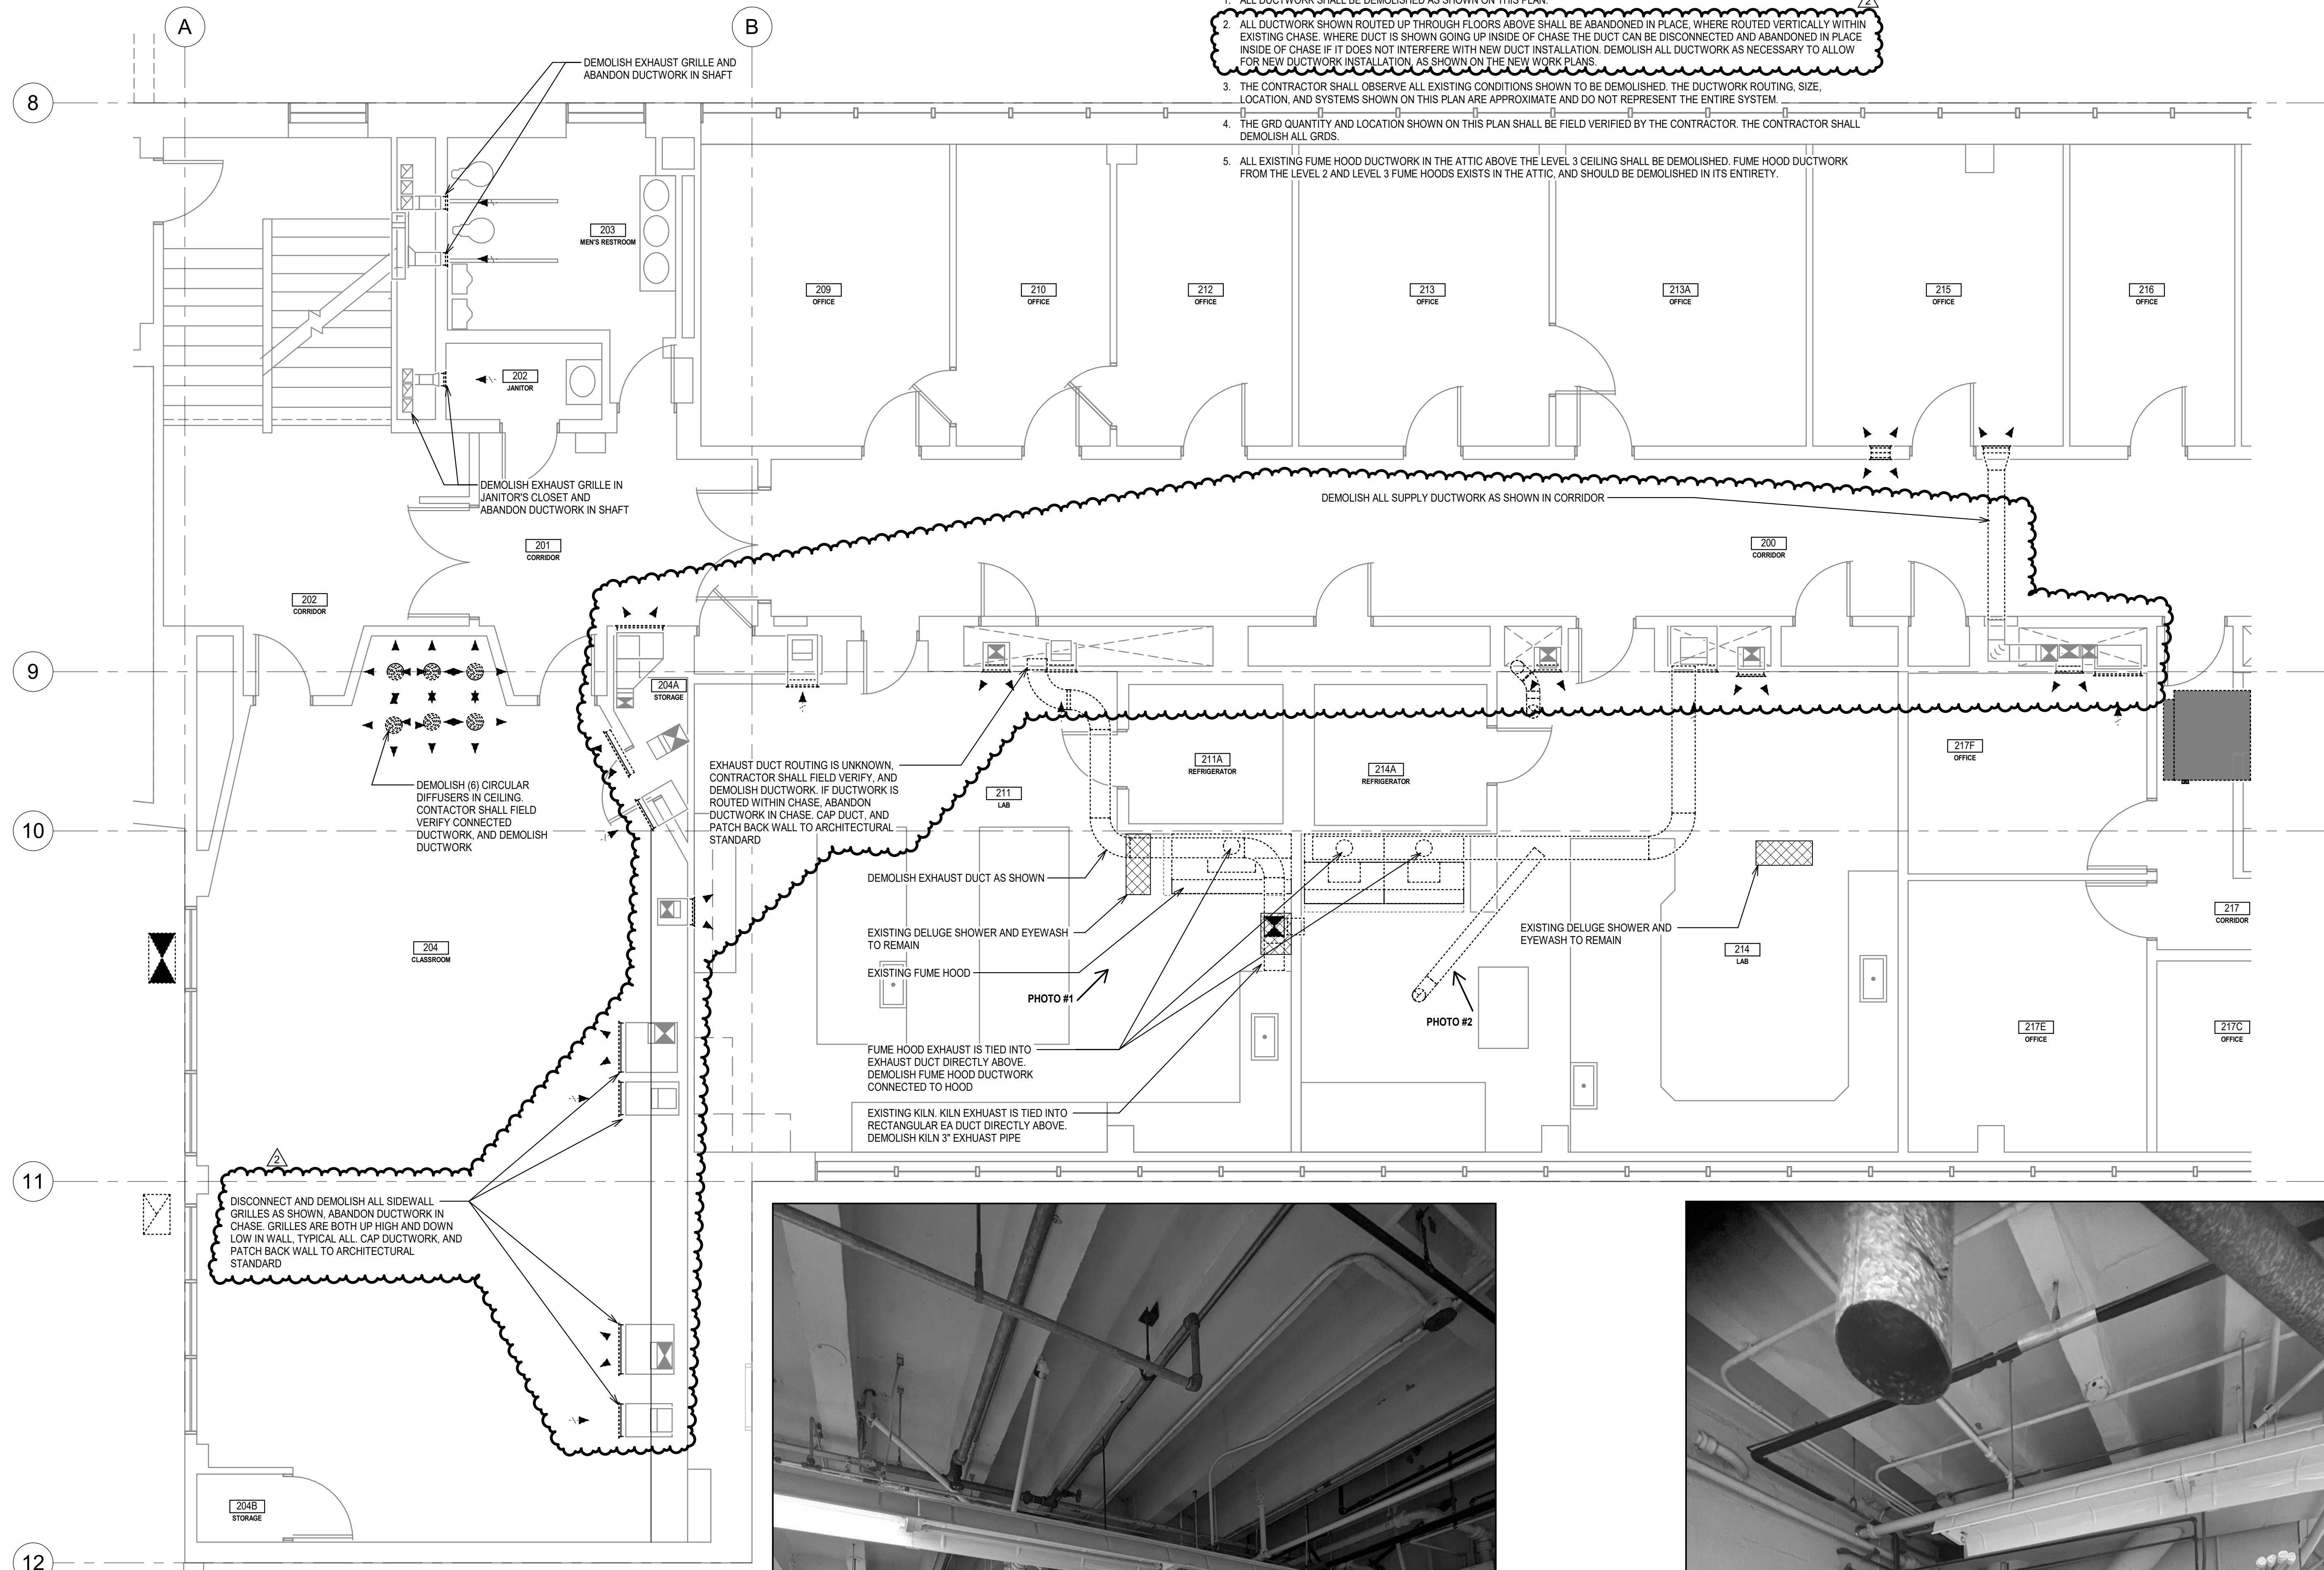 A
B
8
9
10
11
12
1. ALL DUCTWORK SHALL BE DEMOLISHED AS SHOWN ON THIS PLAN.
2
2. ALL DUCTWORK SHOWN ROUTED UP THROUGH FLOORS ABOVE SHALL BE ABANDONED IN PLACE, WHERE ROUTED VERTICALLY WITHIN
EXISTING CHASE. WHERE DUCT IS SHOWN GOING UP INSIDE OF CHASE THE DUCT CAN BE DISCONNECTED AND ABANDONED IN PLACE
INSIDE OF CHASE IF IT DOES NOT INTERFERE WITH NEW DUCT INSTALLATION. DEMOLISH ALL DUCTWORK AS NECESSARY TO ALLOW
FOR NEW DUCTWORK INSTALLATION, AS SHOWN ON THE NEW WORK PLANS.
3. THE CONTRACTOR SHALL OBSERVE ALL EXISTING CONDITIONS SHOWN TO BE DEMOLISHED. THE DUCTWORK ROUTING, SIZE,
LOCATION, AND SYSTEMS SHOWN ON THIS PLAN ARE APPROXIMATE AND DO NOT REPRESENT THE ENTIRE SYSTEM.
4. THE GRD QUANTITY AND LOCATION SHOWN ON THIS PLAN SHALL BE FIELD VERIFIED BY THE CONTRACTOR. THE CONTRACTOR SHALL
DEMOLISH ALL GRDS.
5. ALL EXISTING FUME HOOD DUCTWORK IN THE ATTIC ABOVE THE LEVEL 3 CEILING SHALL BE DEMOLISHED. FUME HOOD DUCTWORK
FROM THE LEVEL 2 AND LEVEL 3 FUME HOODS EXISTS IN THE ATTIC, AND SHOULD BE DEMOLISHED IN ITS ENTIRETY.
DEMOLISH EXHAUST GRILLE AND
ABANDON DUCTWORK IN SHAFT
203
MEN'S RESTROOM
209
OFFICE
210
OFFICE
212
OFFICE
213
OFFICE
213A
OFFICE
215
OFFICE
216
OFFICE
202
JANITOR
DEMOLISH EXHAUST GRILLE IN
JANITOR'S CLOSET AND
ABANDON DUCTWORK IN SHAFT
DEMOLISH ALL SUPPLY DUCTWORK AS SHOWN IN CORRIDOR
201
CORRIDOR
200
CORRIDOR
202
CORRIDOR
204A
STORAGE
DEMOLISH (6) CIRCULAR
DIFFUSERS IN CEILING.
CONTACTOR SHALL FIELD
VERIFY CONNECTED
DUCTWORK, AND DEMOLISH
DUCTWORK
EXHAUST DUCT ROUTING IS UNKNOWN,
CONTRACTOR SHALL FIELD VERIFY, AND
DEMOLISH DUCTWORK. IF DUCTWORK IS
ROUTED WITHIN CHASE, ABANDON
DUCTWORK IN CHASE. CAP DUCT, AND
PATCH BACK WALL TO ARCHITECTURAL
STANDARD
211
LAB
211A
REFRIGERATOR
214A
REFRIGERATOR
217F
OFFICE
DEMOLISH EXHAUST DUCT AS SHOWN
EXISTING DELUGE SHOWER AND EYEWASH
TO REMAIN
EXISTING FUME HOOD
PHOTO #1
FUME HOOD EXHAUST IS TIED INTO
EXHAUST DUCT DIRECTLY ABOVE.
DEMOLISH FUME HOOD DUCTWORK
CONNECTED TO HOOD
EXISTING KILN. KILN EXHUAST IS TIED INTO
RECTANGULAR EA DUCT DIRECTLY ABOVE.
DEMOLISH KILN 3" EXHUAST PIPE
PHOTO #2
EXISTING DELUGE SHOWER AND
EYEWASH TO REMAIN
214
LAB
217
CORRIDOR
217E
OFFICE
217C
OFFICE
204
CLASSROOM
2
DISCONNECT AND DEMOLISH ALL SIDEWALL
GRILLES AS SHOWN, ABANDON DUCTWORK IN
CHASE. GRILLES ARE BOTH UP HIGH AND DOWN
LOW IN WALL, TYPICAL ALL. CAP DUCTWORK, AND
PATCH BACK WALL TO ARCHITECTURAL
STANDARD
204B
STORAGE